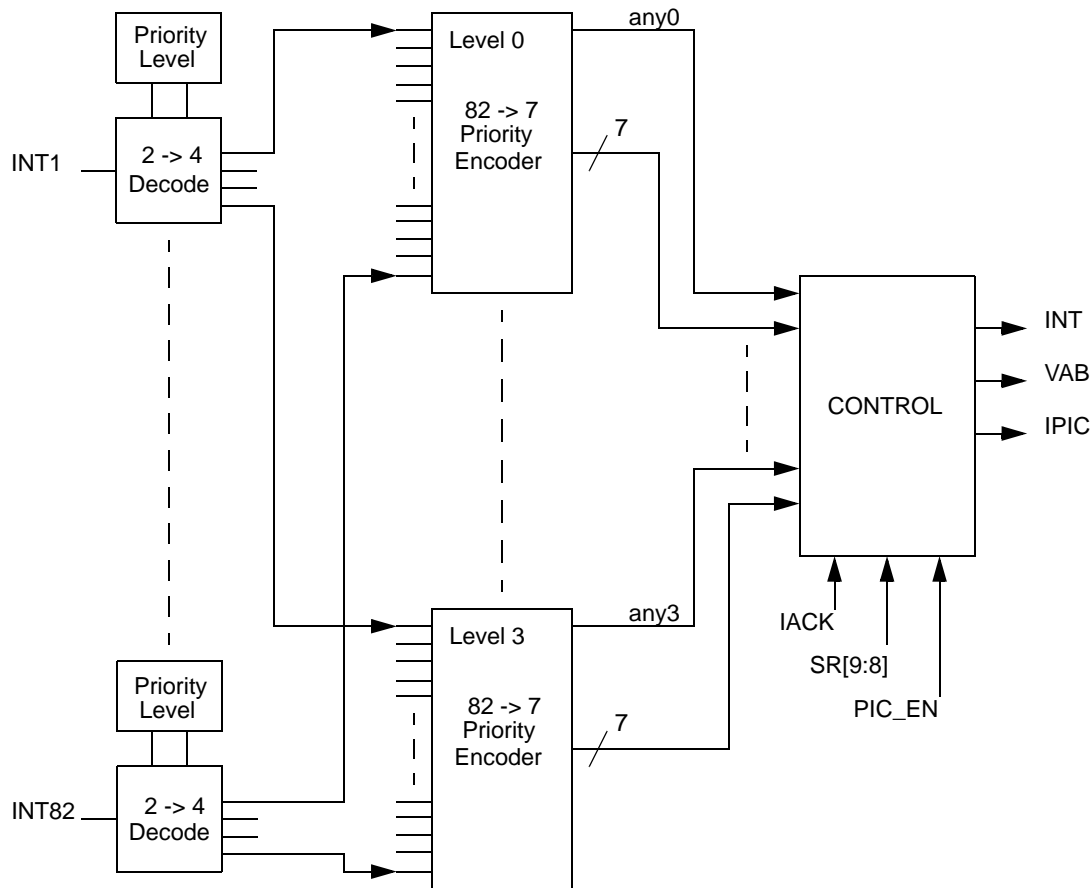 Priority
Level
INT1
2 -> 4
Decode
Level 0
82 -> 7
Priority
Encoder
any0
7
CONTROL
INT
VAB
IPIC
IACK
SR[9:8]
PIC_EN
Priority
Level
INT82
2 -> 4
Decode
Level 3
82 -> 7
Priority
Encoder
any3
7